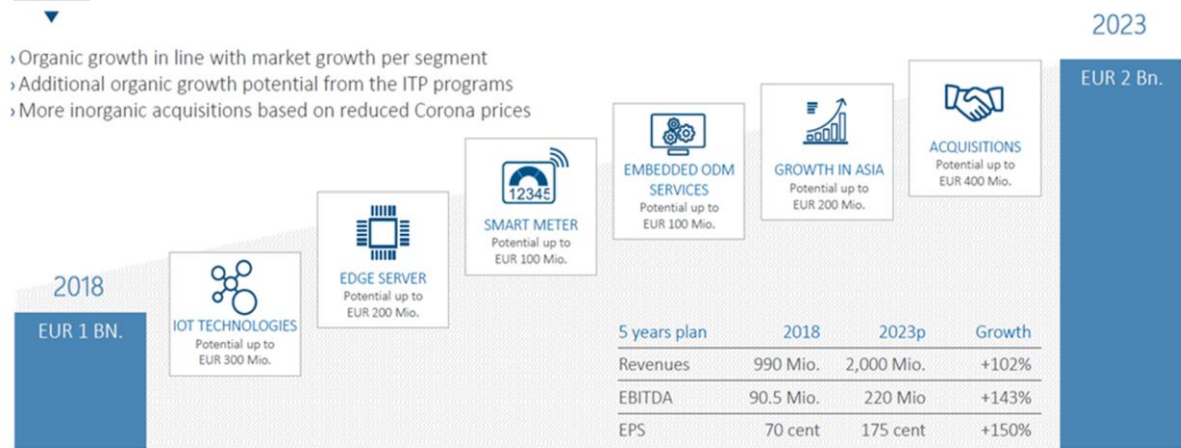 › Organic growth in line with market growth per segment
› Additional organic growth potential from the ITP programs
› More inorganic acquisitions based on reduced Corona prices
2018
EUR 1 BN.
IOT TECHNOLOGIES
Potential up to
EUR 300 Mio.
EDGE SERVER
Potential up to
EUR 200 Mio.
12345
SMART METER
Potential up to
EUR 100 Mio.
EMBEDDED ODM
SERVICES
Potential up to
EUR 100 Mio.
GROWTH IN ASIA
Potential up to
EUR 200 Mio.
ACQUISITIONS
Potential up to
EUR 400 Mio.
2023
EUR 2 Bn.
5 years plan 2018 2023p Growth
Revenues 990 Mio. 2,000 Mio. +102%
EBITDA 90.5 Mio. 220 Mio +143%
EPS 70 cent 175 cent +150%